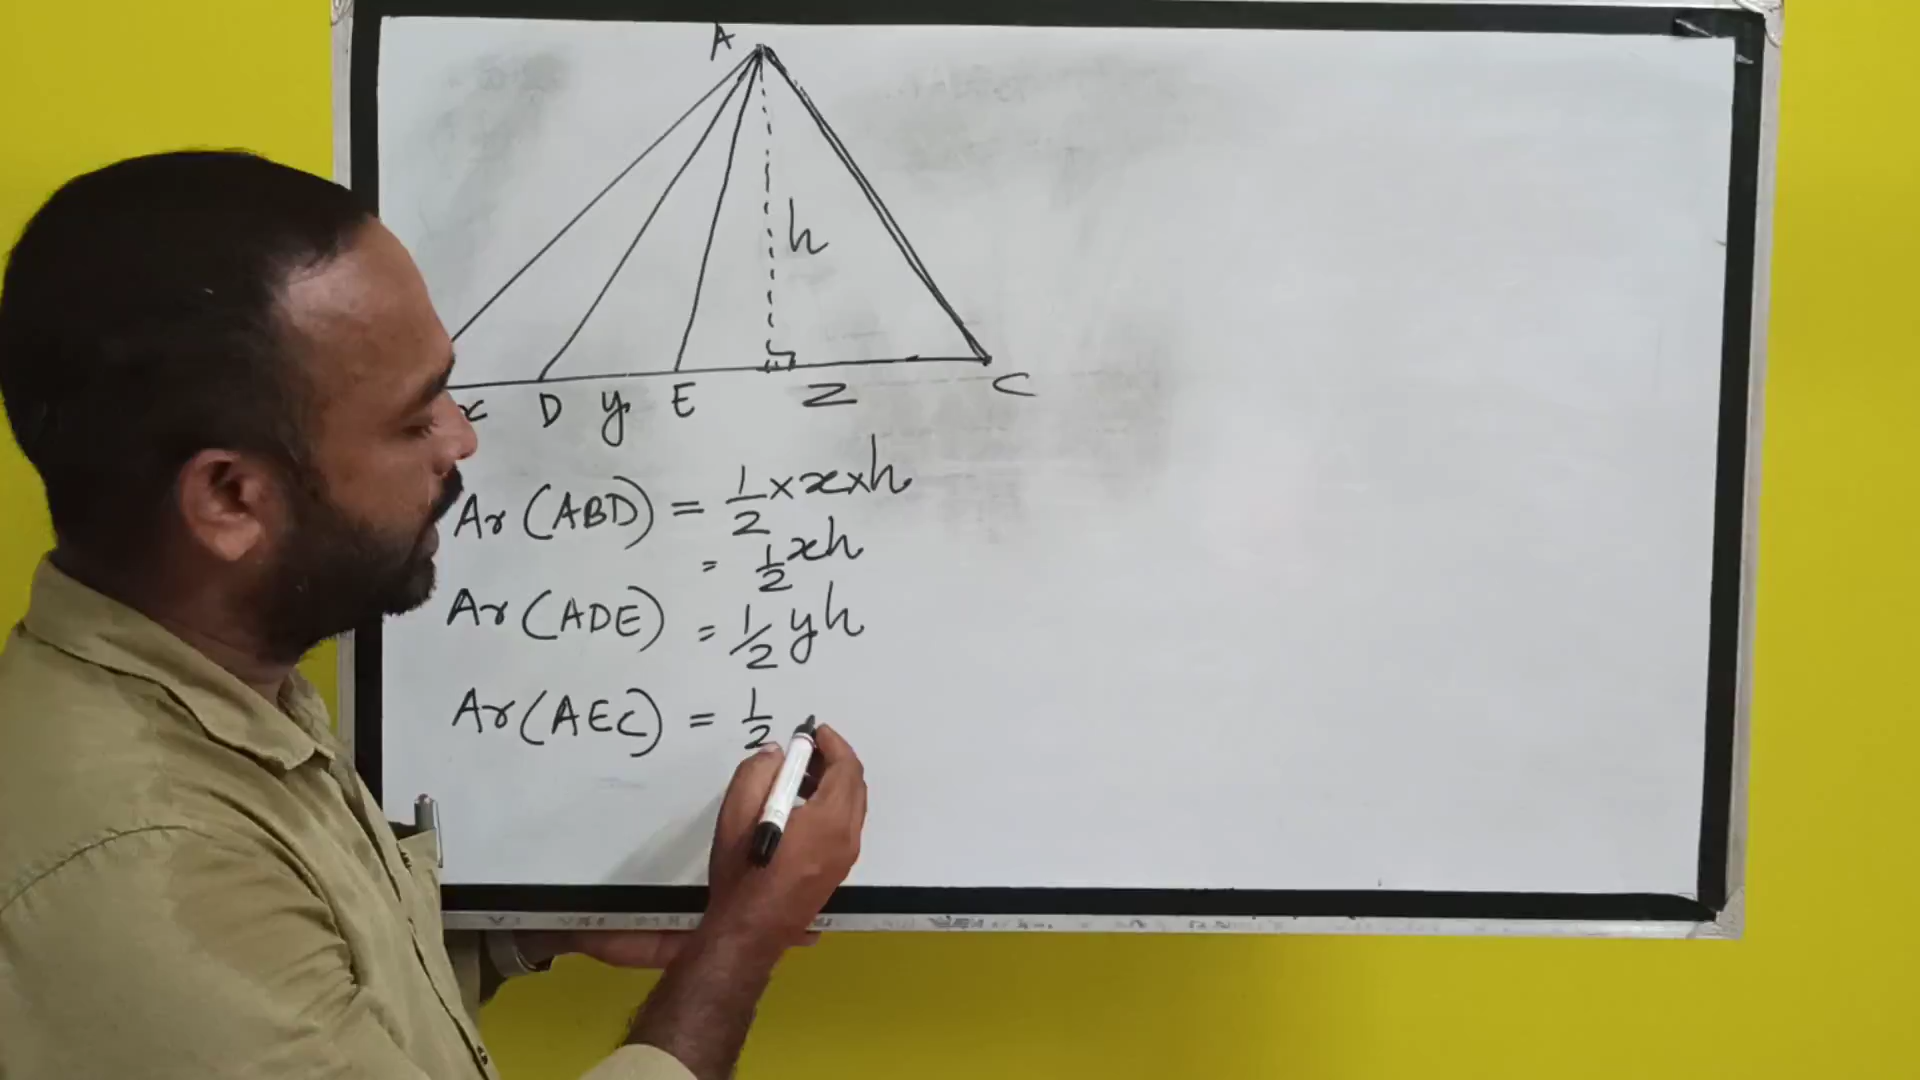 A
h
x D y E z C
Ar (ABD) = 1/2 × x × h
= 1/2 xh
Ar (ADE) = 1/2 yh
Ar (AEC) = 1/2